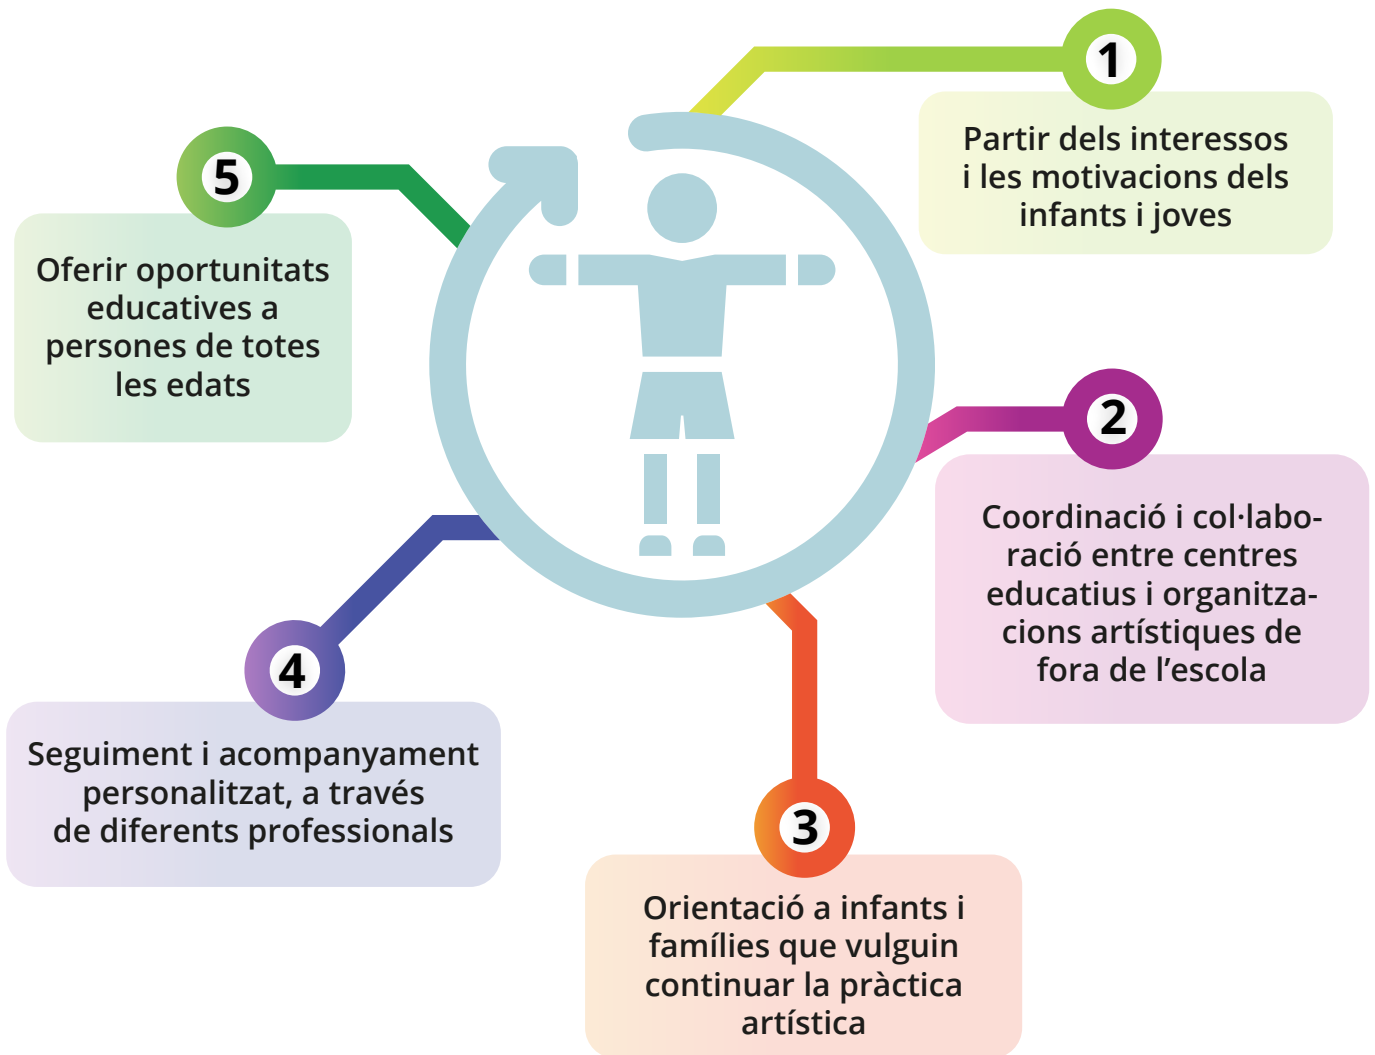 1
Partir dels interessos
i les motivacions dels
infants i joves
2
Coordinació i col·labo-
ració entre centres
educatius i organitza-
cions artístiques de
fora de l’escola
3
Orientació a infants i
famílies que vulguin
continuar la pràctica
artística
4
Seguiment i acompanyament
personalitzat, a través
de diferents professionals
5
Oferir oportunitats
educatives a
persones de totes
les edats